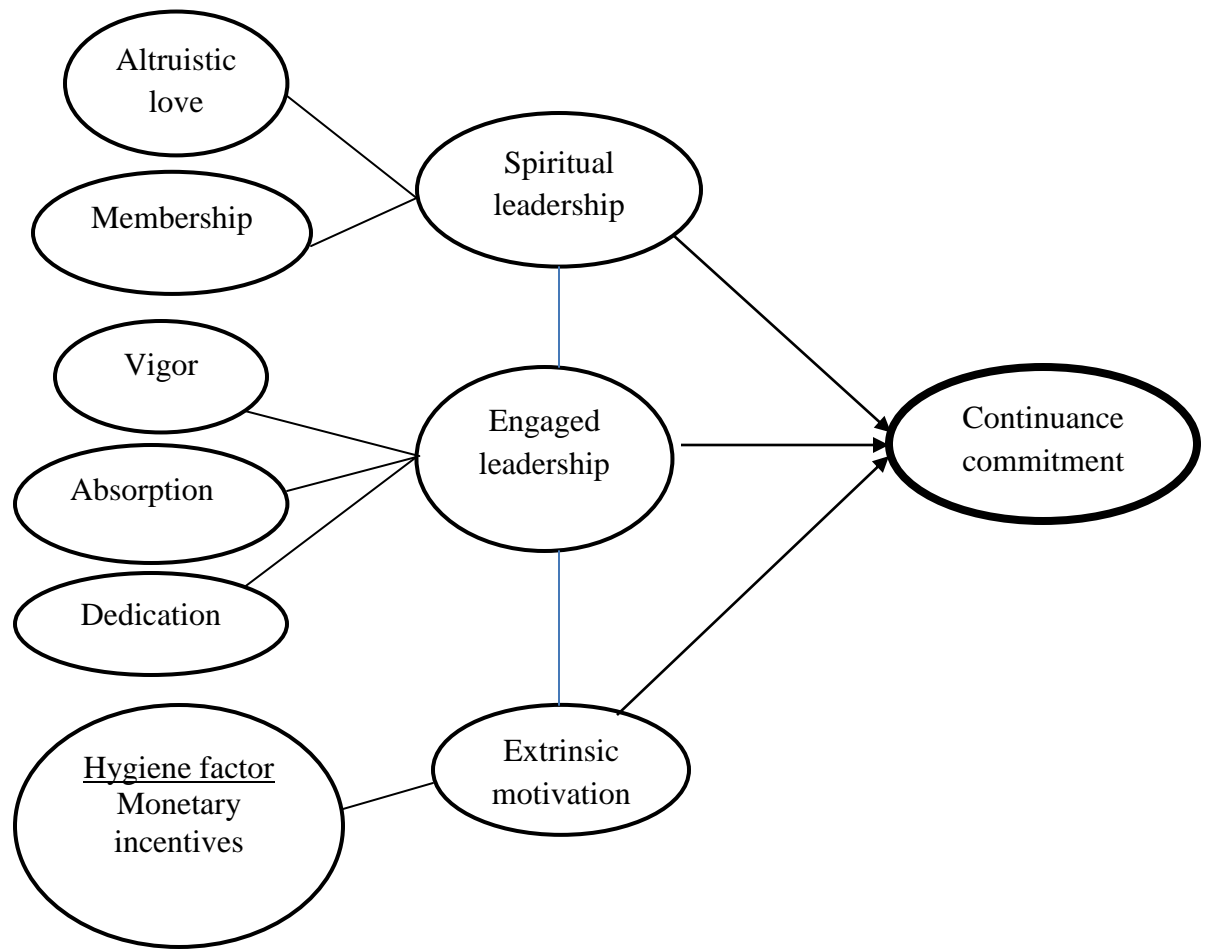 Altruistic
love
Membership
Vigor
Absorption
Dedication
Hygiene factor
Monetary
incentives
Spiritual
leadership
Engaged
leadership
Extrinsic
motivation
Continuance
commitment